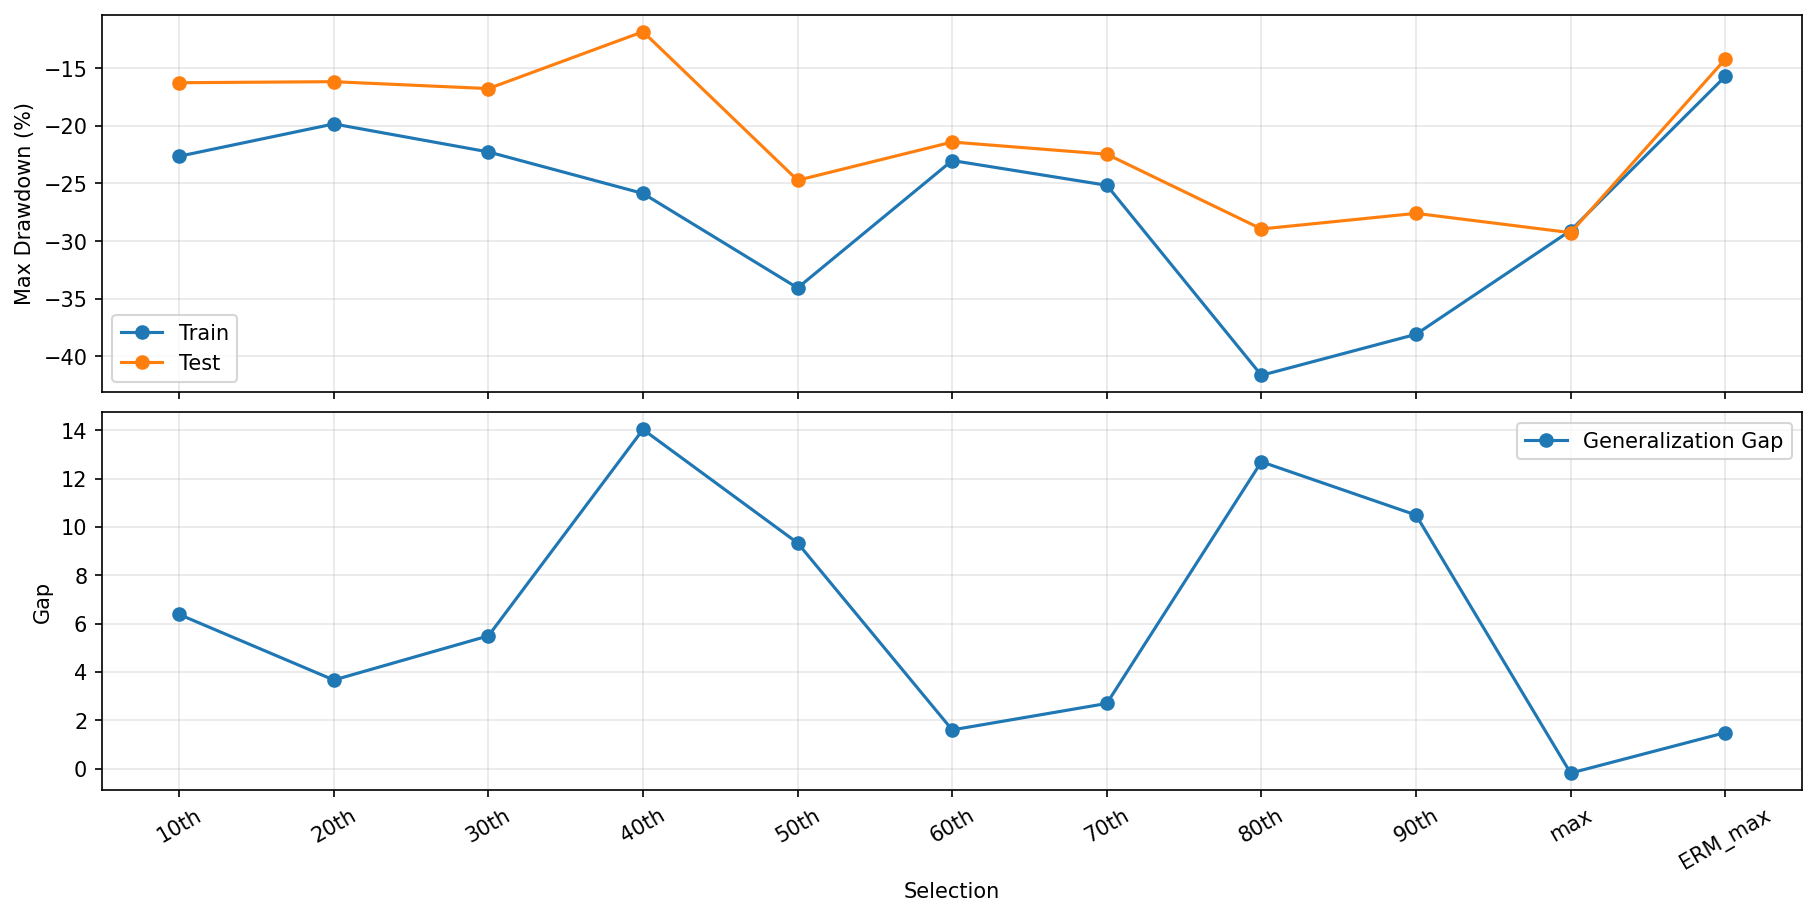 Max Drawdown (%)
−15
−20
−25
−30
−35
−40
Train
Test
Gap
14
12
10
8
6
4
2
0
Generalization Gap
10th
20th
30th
40th
50th
60th
70th
80th
90th
max
ERM_max
Selection